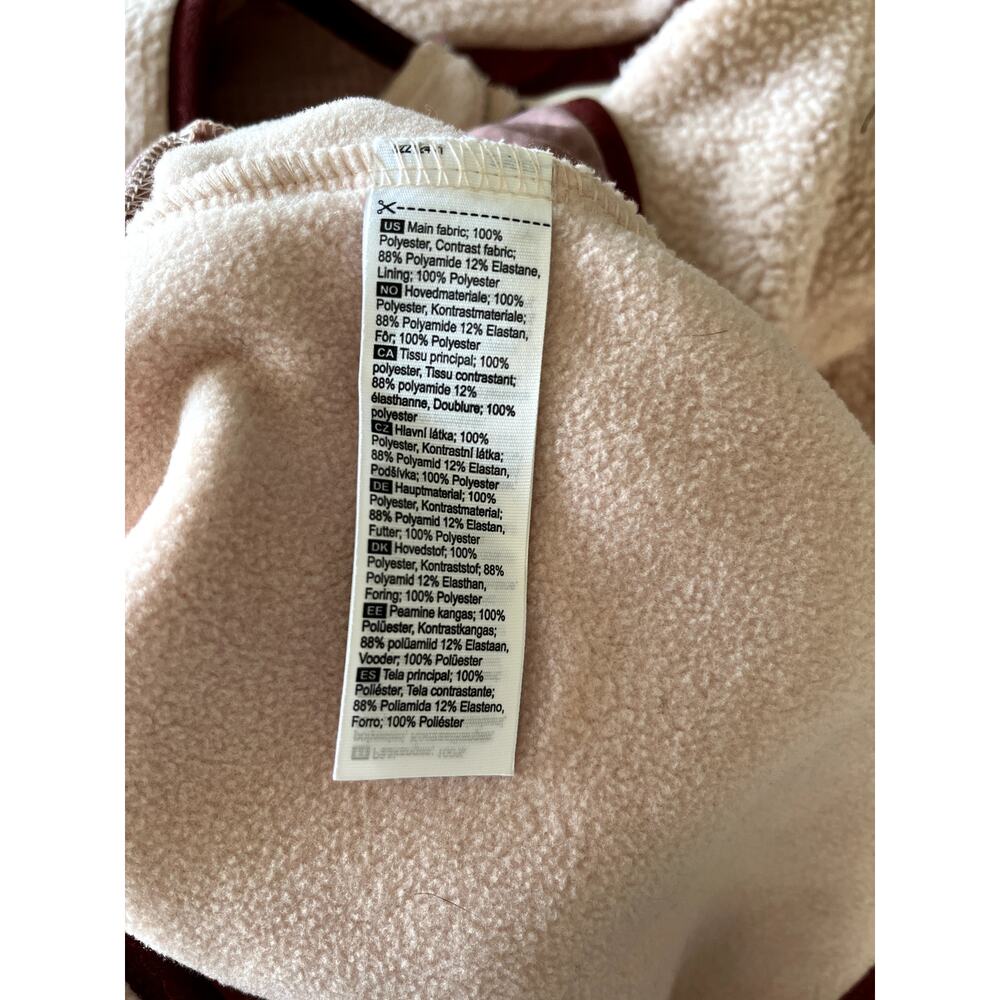 US Main fabric; 100%
Polyester, Contrast fabric;
88% Polyamide 12% Elastane,
Lining; 100% Polyester
NO Hovedmateriale; 100%
Polyester, Kontrastmateriale;
88% Polyamide 12% Elastan,
Fôr; 100% Polyester
CA Tissu principal; 100%
polyester, Tissu contrastant;
88% polyamide 12%
élasthanne, Doublure; 100%
polyester
CZ Hlavní látka; 100%
Polyester, Kontrastní látka;
88% Polyamid 12% Elastan,
Podšívka; 100% Polyester
DE Hauptmaterial; 100%
Polyester, Kontrastmaterial;
88% Polyamid 12% Elastan,
Futter; 100% Polyester
DK Hovedstof; 100%
Polyester, Kontraststof; 88%
Polyamid 12% Elasthan,
Foring; 100% Polyester
EE Peamine kangas; 100%
Polüester, Kontrastkangas;
88% polüamiid 12% Elastaan,
Vooder; 100% Polüester
ES Tela principal; 100%
Poliéster, Tela contrastante;
88% Poliamida 12% Elasteno,
Forro; 100% Poliéster